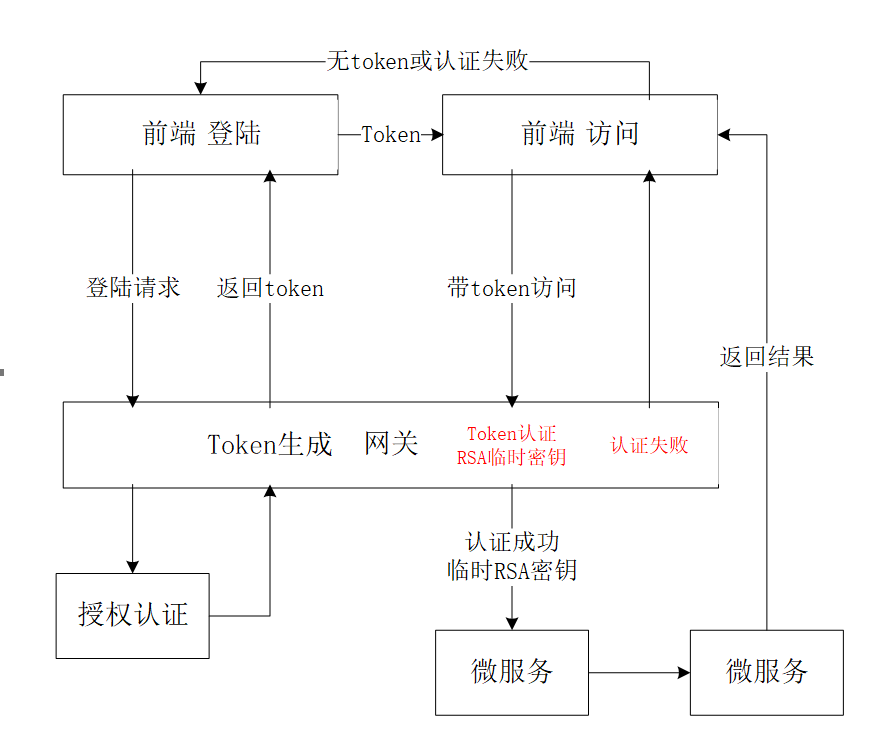 无token或认证失败
前端 登陆
Token
前端 访问
登陆请求
返回token
带token访问
返回结果
Token生成
网关
Token认证
RSA临时密钥
认证失败
认证成功
临时RSA密钥
授权认证
微服务
微服务